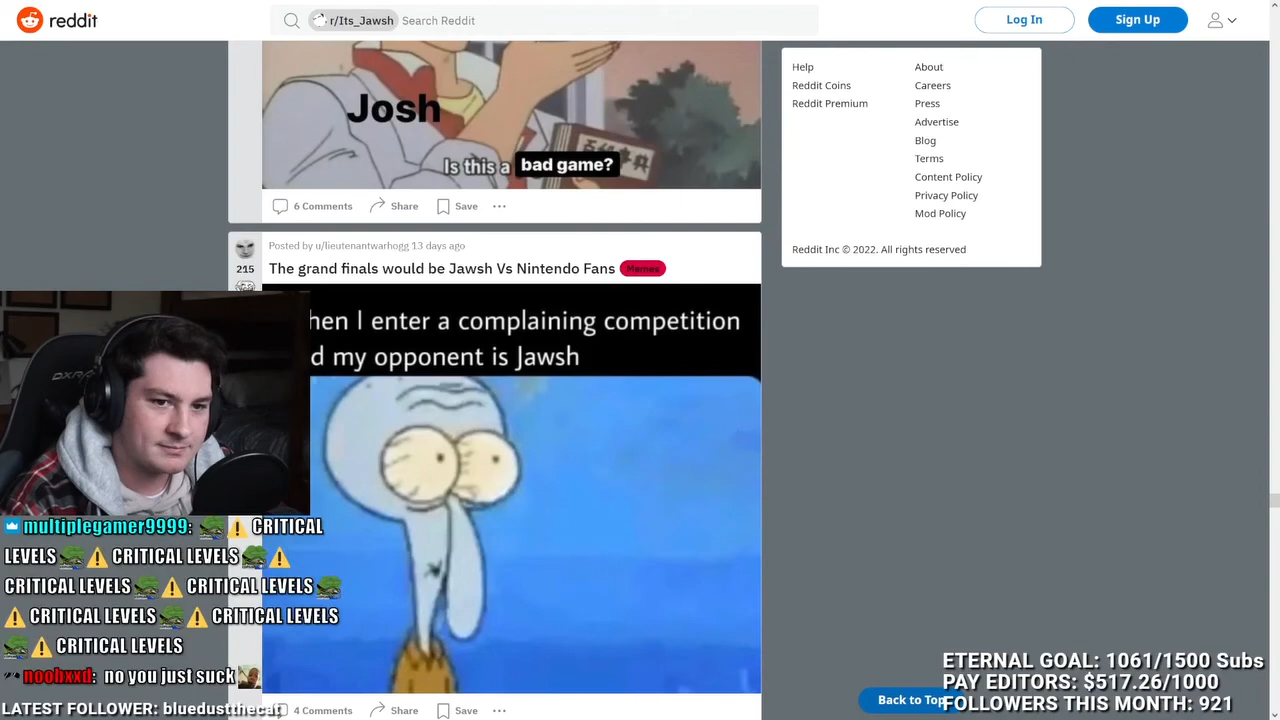 reddit
r/Its_Jawsh Search Reddit
Log In
Sign Up
Josh
Is this a bad game?
6 Comments Share Save
Posted by u/lieutenantwarhogg 13 days ago
215
The grand finals would be Jawsh Vs Nintendo Fans Memes
hen I enter a complaining competition
d my opponent is Jawsh
DXR
multiplegamer9999: CRITICAL
LEVELS CRITICAL LEVELS
CRITICAL LEVELS CRITICAL LEVELS
CRITICAL LEVELS CRITICAL LEVELS
CRITICAL LEVELS
noobxxd: no you just suck
LATEST FOLLOWER: bluedustthecat
4 Comments Share Save
Help
Reddit Coins
Reddit Premium
About
Careers
Press
Advertise
Blog
Terms
Content Policy
Privacy Policy
Mod Policy
Reddit Inc © 2022. All rights reserved
Back to Top
ETERNAL GOAL: 1061/1500 Subs
PAY EDITORS: $517.26/1000
FOLLOWERS THIS MONTH: 921